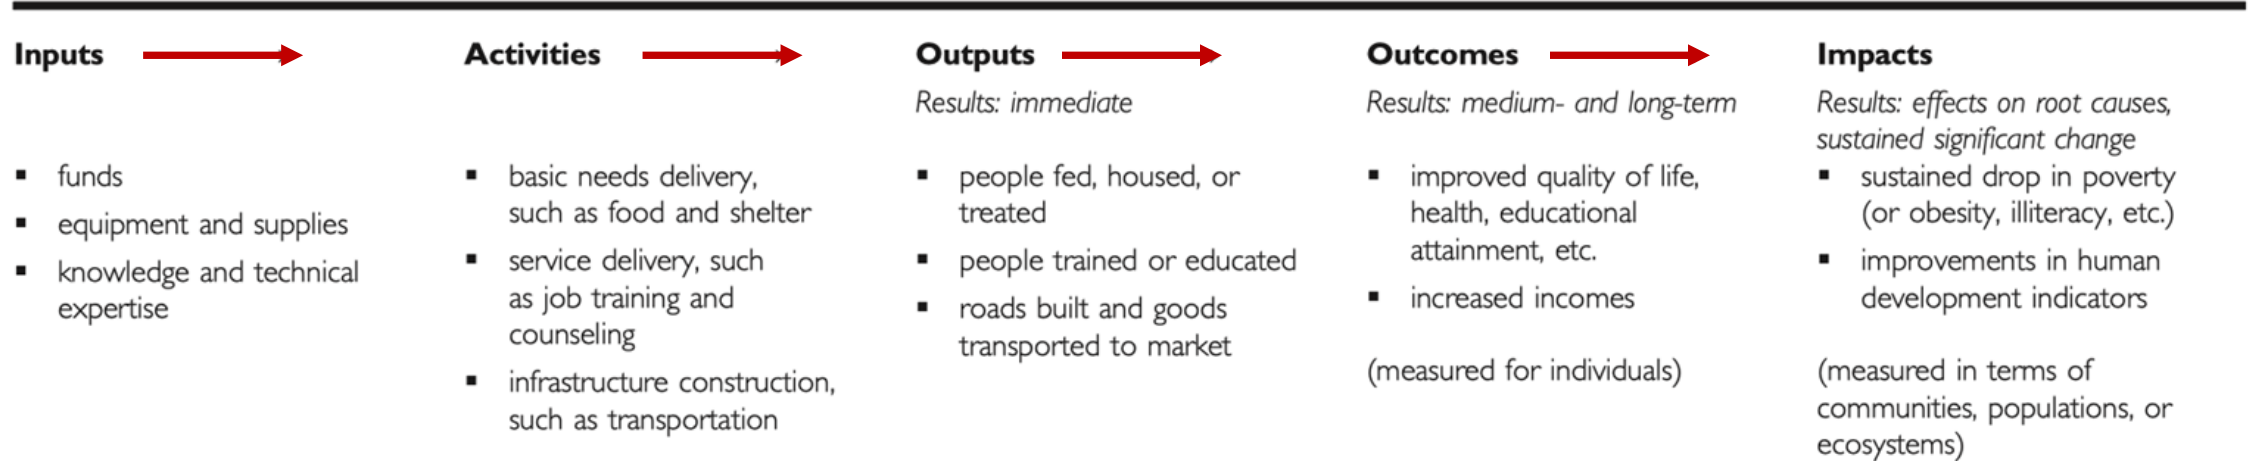 Inputs
funds
equipment and supplies
knowledge and technical
expertise
Activities
basic needs delivery,
such as food and shelter
service delivery, such
as job training and
counseling
infrastructure construction,
such as transportation
Outputs
Results: immediate
people fed, housed, or
treated
people trained or educated
roads built and goods
transported to market
Outcomes
Results: medium- and long-term
improved quality of life,
health, educational
attainment, etc.
increased incomes
(measured for individuals)
Impacts
Results: effects on root causes,
sustained significant change
sustained drop in poverty
(or obesity, illiteracy, etc.)
improvements in human
development indicators
(measured in terms of
communities, populations, or
ecosystems)